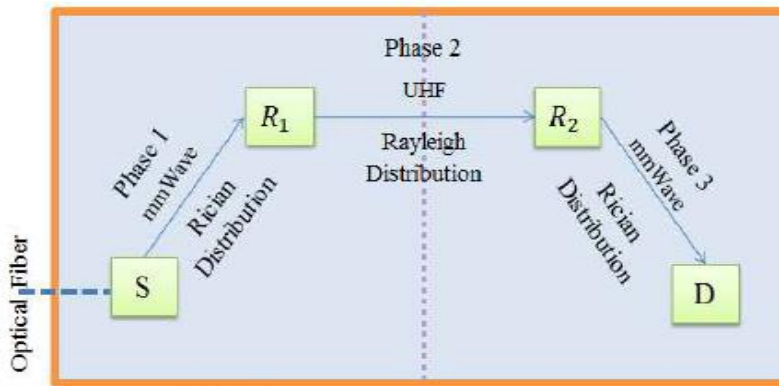 Phase 2
UHF
R₁
R₂
Rayleigh
Distribution
Phase 1
mmWave
Rician
Distribution
Phase 3
mmWave
Rician
Distribution
S
D
Optical Fiber